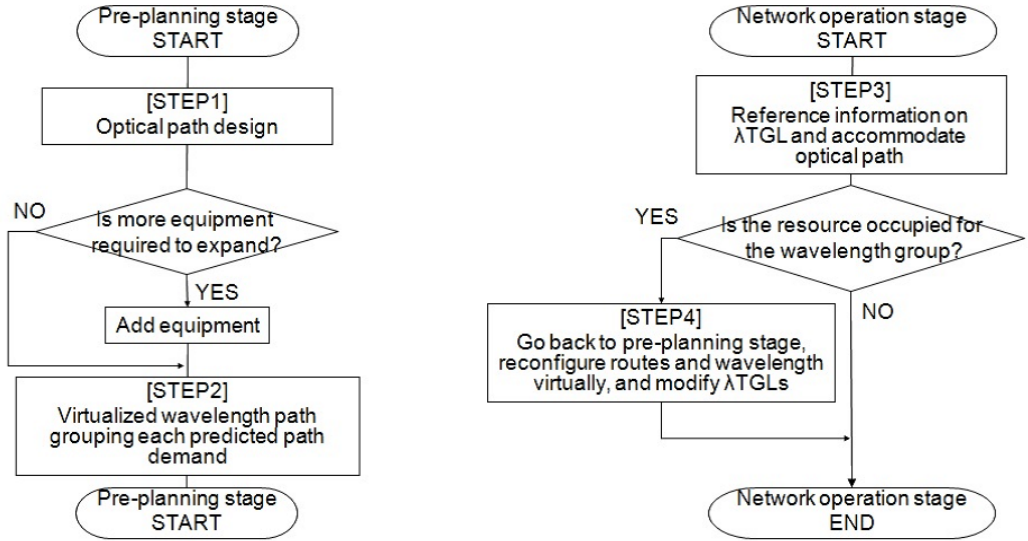 Pre-planning stage
START
[STEP1]
Optical path design
NO
Is more equipment
required to expand?
YES
Add equipment
[STEP2]
Virtualized wavelength path
grouping each predicted path
demand
Pre-planning stage
START
Network operation stage
START
[STEP3]
Reference information on
λTGL and accommodate
optical path
YES
Is the resource occupied for
the wavelength group?
NO
[STEP4]
Go back to pre-planning stage,
reconfigure routes and wavelength
virtually, and modify λTGLs
Network operation stage
END